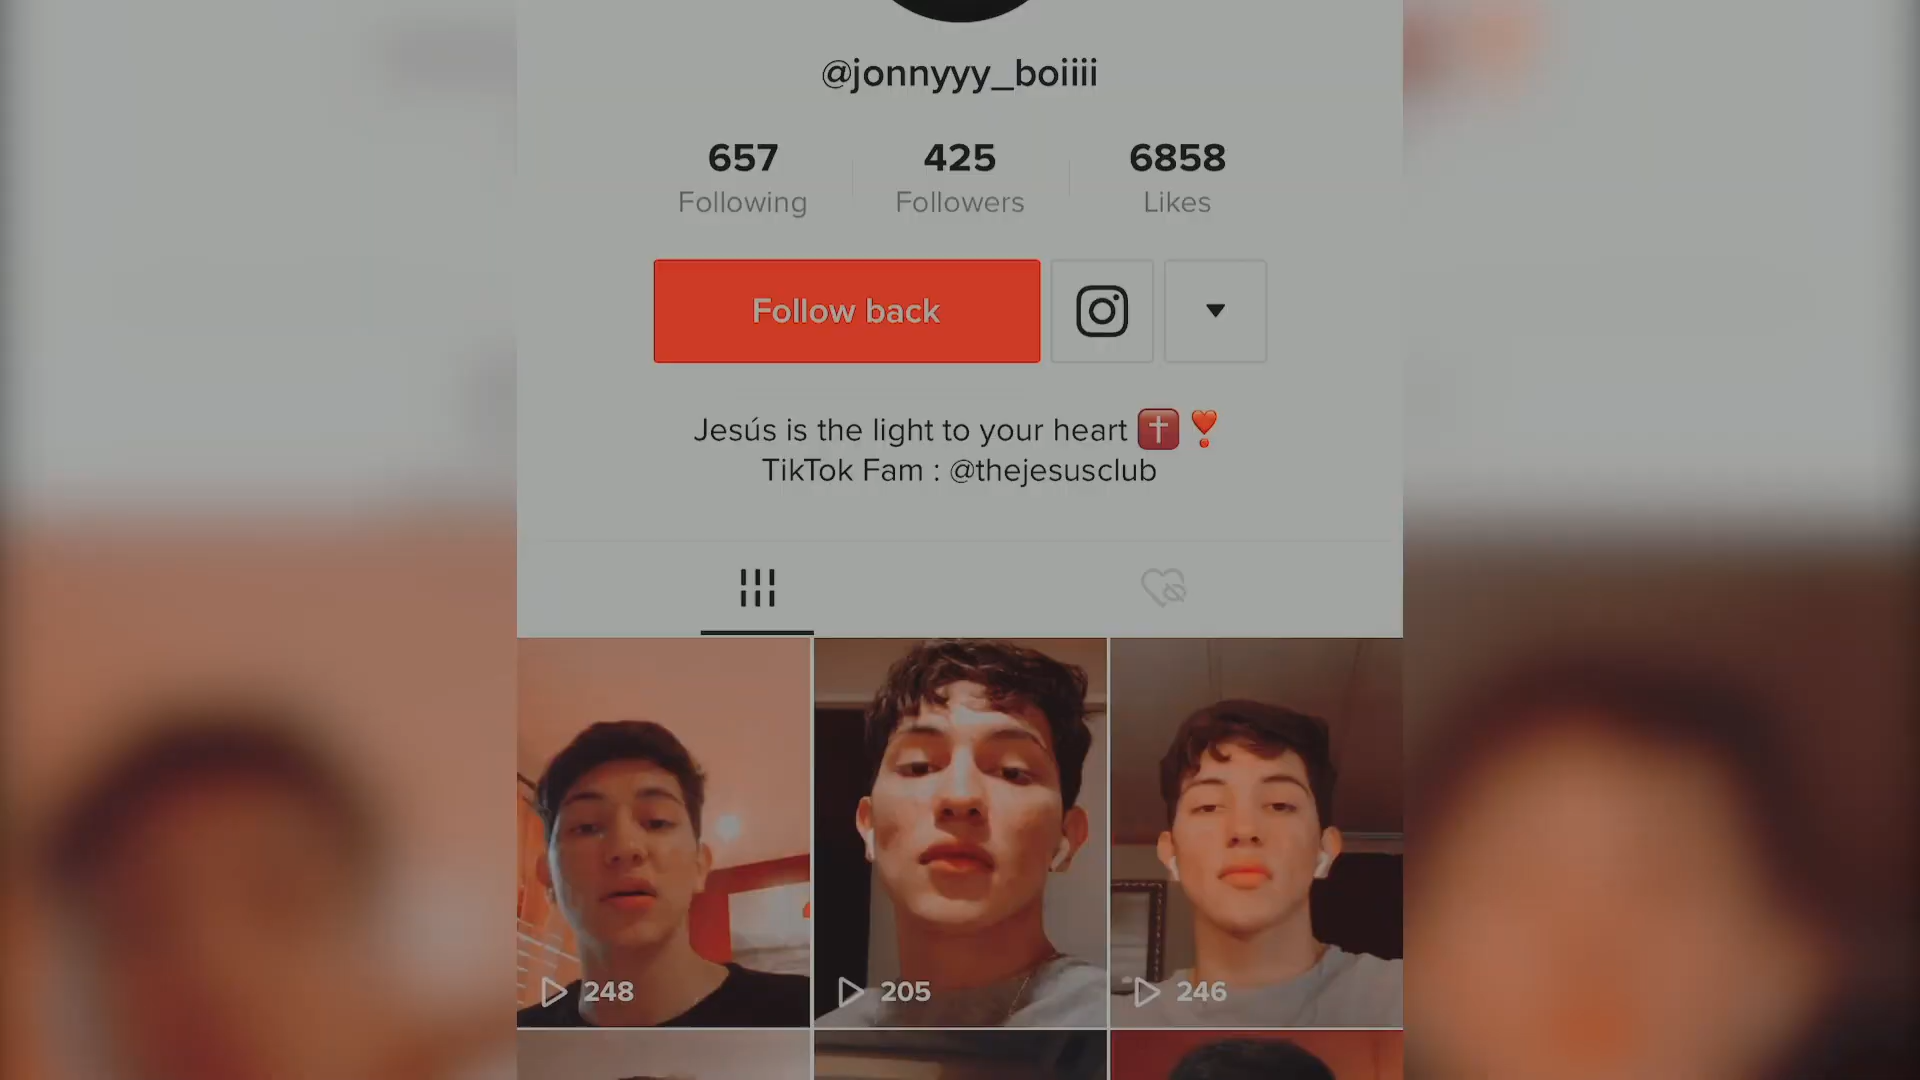 @jonnyyy_boiiii
657 425 6858
Following Followers Likes
Follow back
Jesús is the light to your heart ✝️ ❣️
TikTok Fam : @thejesusclub
248 205 246